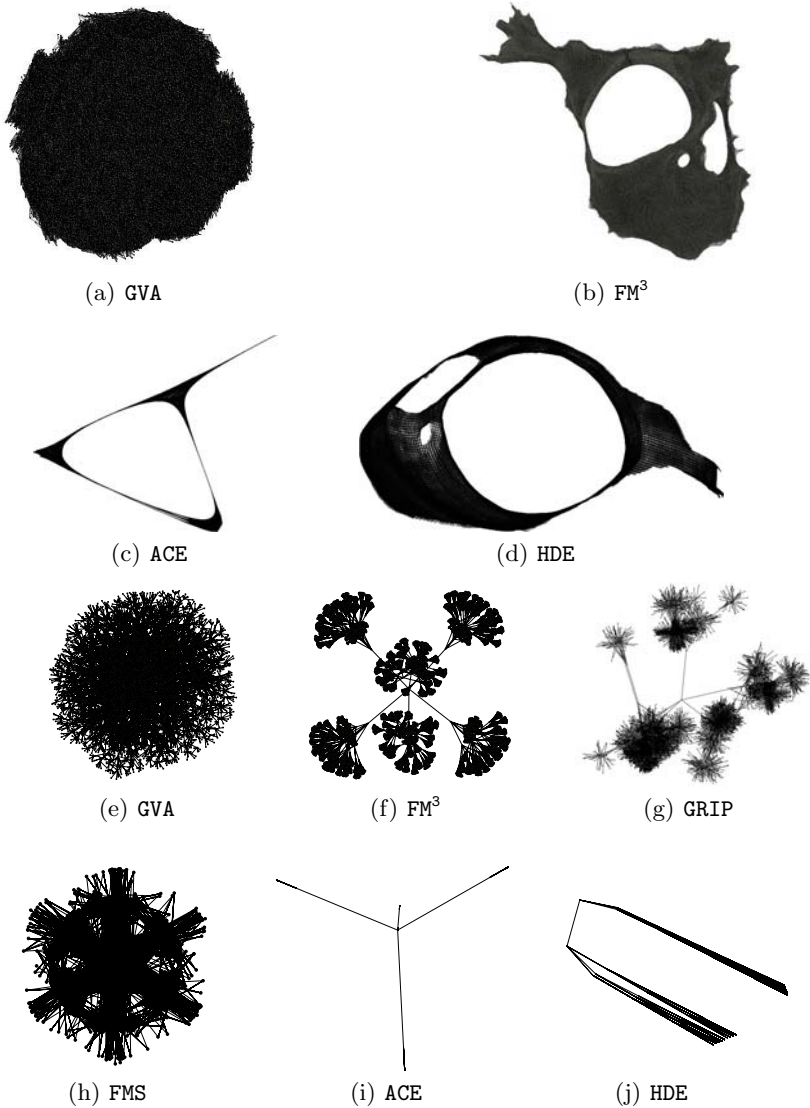 (a) GVA
(b) FM³
(c) ACE
(d) HDE
(e) GVA
(f) FM³
(g) GRIP
(h) FMS
(i) ACE
(j) HDE